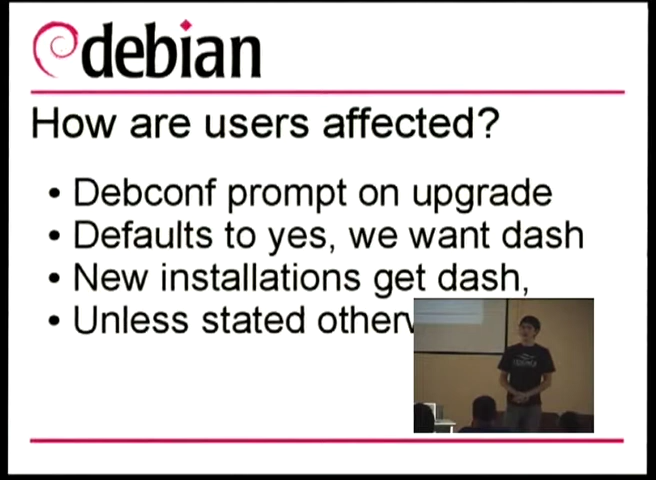 debian
How are users affected?
• Debconf prompt on upgrade
• Defaults to yes, we want dash
• New installations get dash,
• Unless stated